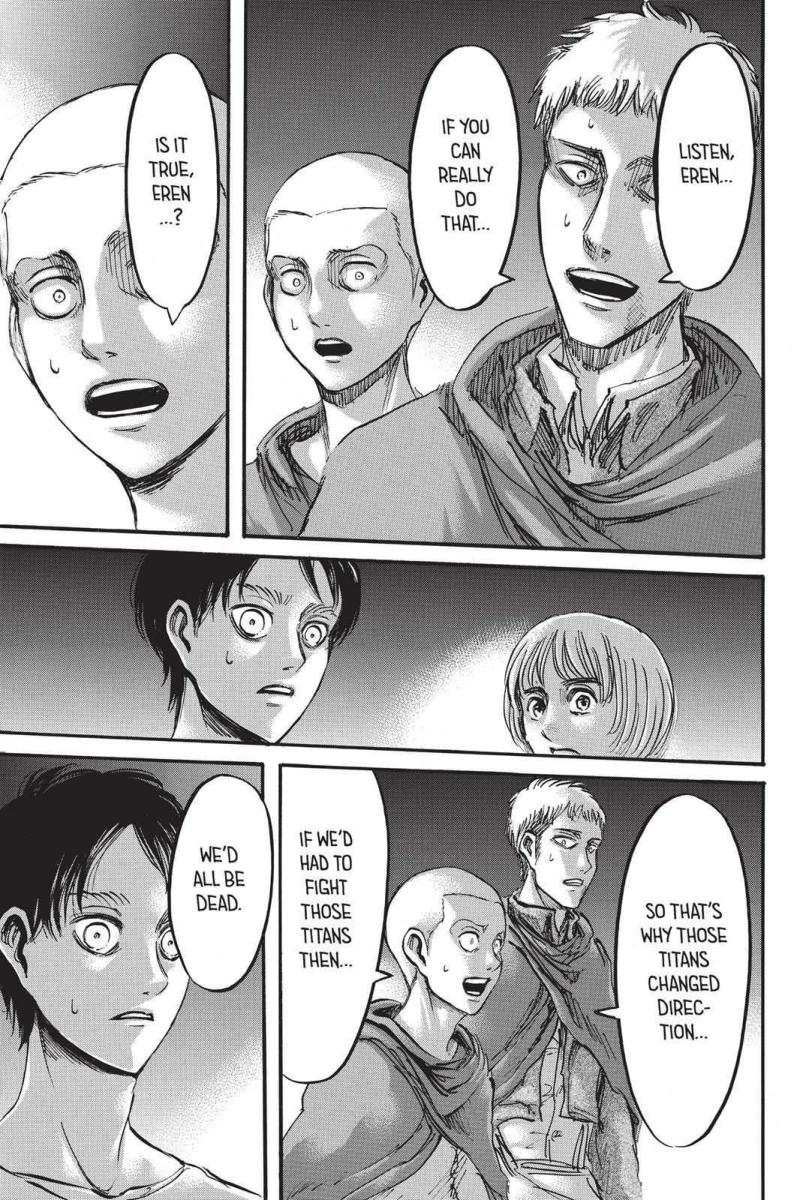 LISTEN,
EREN...
IF YOU
CAN
REALLY
DO
THAT...
IS IT
TRUE,
EREN
...?
SO THAT'S
WHY THOSE
TITANS
CHANGED
DIREC-
TION...
IF WE'D
HAD TO
FIGHT
THOSE
TITANS
THEN...
WE'D
ALL BE
DEAD.